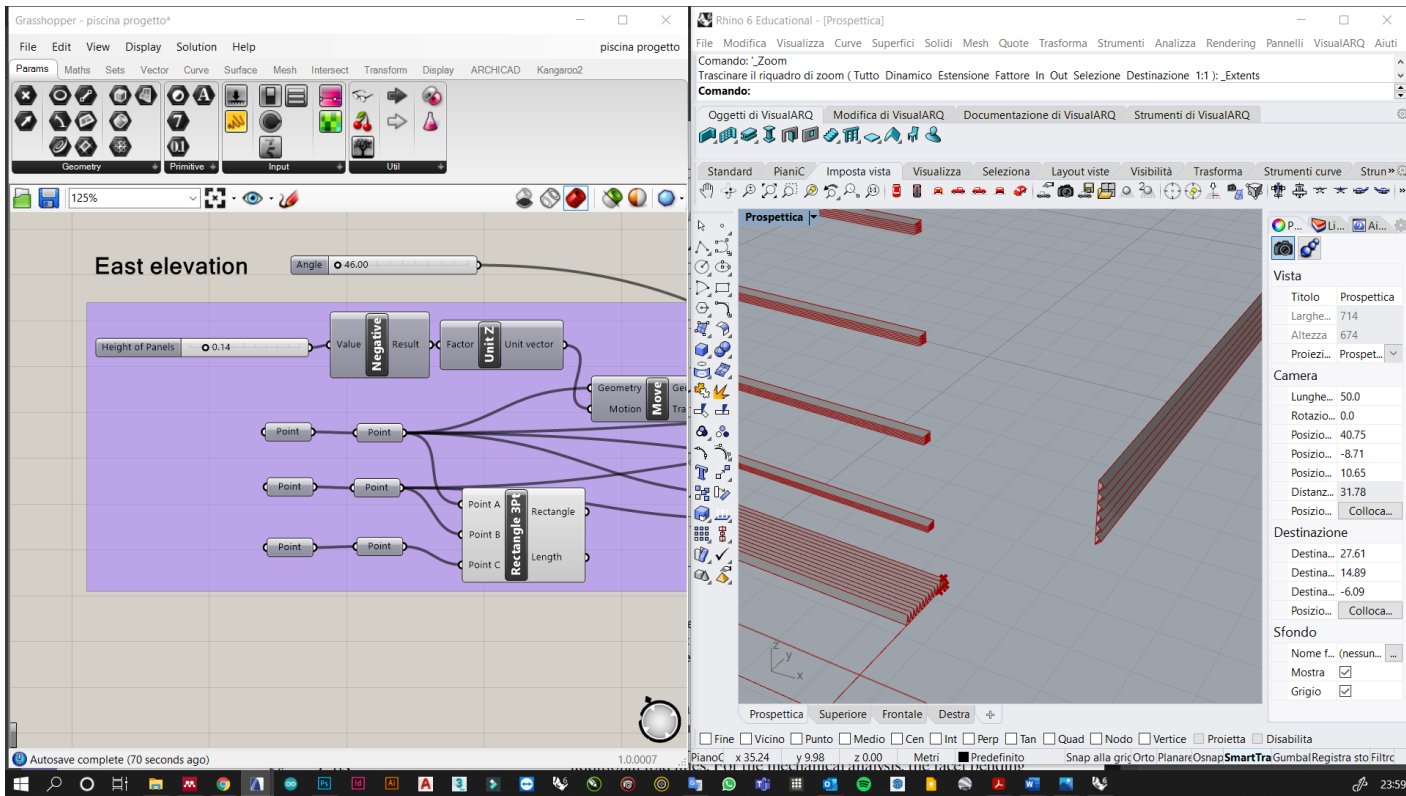 Grasshopper - piscina progetto*
File Edit View Display Solution Help piscina progetto
Params Maths Sets Vector Curve Surface Mesh Intersect Transform Display ARCHICAD Kangaroo2
Geometry Primitive Input Util
125%
East elevation
Angle 46.00
Height of Panels 0.14
Value Negative Result
Factor Unit Z Unit vector
Geometry
Motion
Move
Point Point
Point Point
Point Point
Point A
Point B
Point C
Rectangle 3Pt
Rectangle
Length
Autosave complete (70 seconds ago) 1.0.0007
Rhino 6 Educational - [Prospettica]
File Modifica Visualizza Curve Superfici Solidi Mesh Quote Trasforma Strumenti Analizza Rendering Pannelli VisualARQ Aiuti
Comando: '_Zoom
Trascinare il riquadro di zoom ( Tutto Dinamico Estensione Fattore In Out Selezione Destinazione 1:1 ): _Extents
Comando:
Oggetti di VisualARQ Modifica di VisualARQ Documentazione di VisualARQ Strumenti di VisualARQ
Standard PianiC Imposta vista Visualizza Seleziona Layout viste Visibilità Trasforma Strumenti curve Strun
Prospettica
P... Li... Ai...
Vista
Titolo Prospettica
Larghe... 714
Altezza 674
Proiezi... Prospet...
Camera
Lunghe... 50.0
Rotazio... 0.0
Posizio... 40.75
Posizio... -8.71
Posizio... 10.65
Distanz... 31.78
Posizio... Colloca...
Destinazione
Destina... 27.61
Destina... 14.89
Destina... -6.09
Posizio... Colloca...
Sfondo
Nome f... (nessun... ...
Mostra
Grigio
z
y
x
Prospettica Superiore Frontale Destra
Fine Vicino Punto Medio Cen Int Perp Tan Quad Nodo Vertice Proietta Disabilita
PianoC x 35.24 y 9.98 z 0.00 Metri Predefinito Snap alla gric Orto Planare Osnap SmartTra Gumbal Registra sto Filtro
23:59